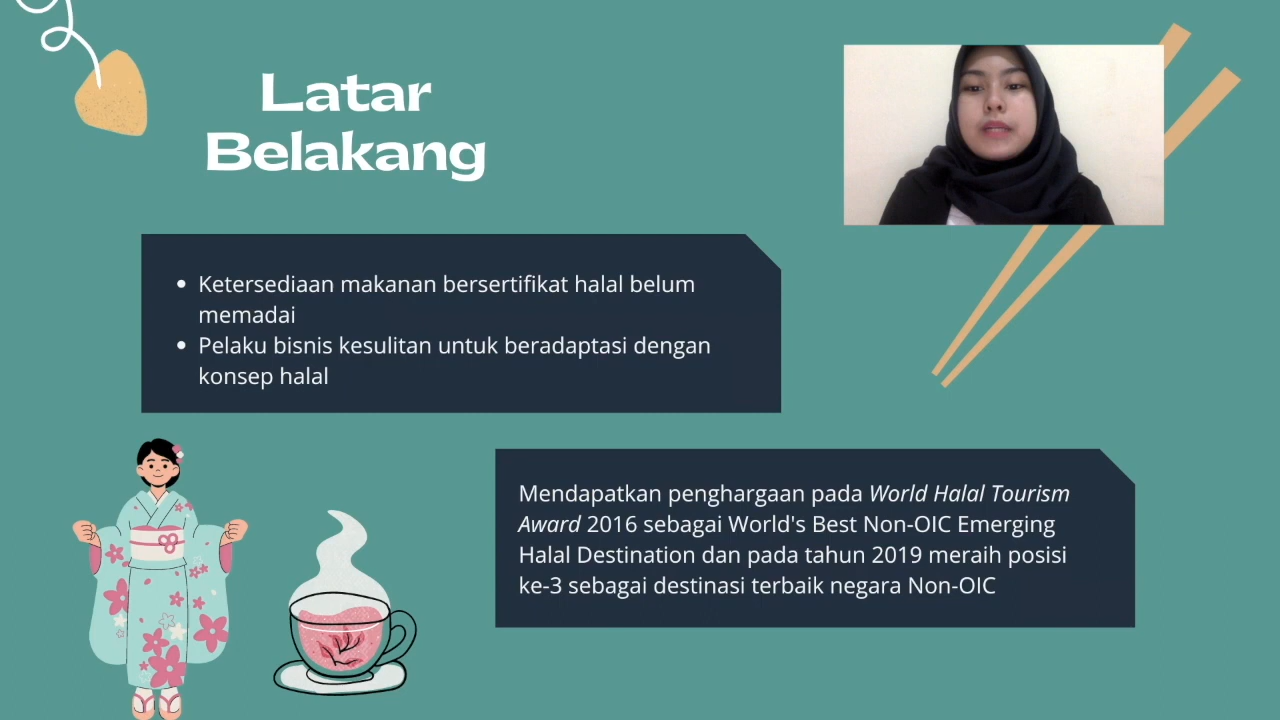 Latar
Belakang
Ketersediaan makanan bersertifikat halal belum
memadai
Pelaku bisnis kesulitan untuk beradaptasi dengan
konsep halal
Mendapatkan penghargaan pada World Halal Tourism
Award 2016 sebagai World's Best Non-OIC Emerging
Halal Destination dan pada tahun 2019 meraih posisi
ke-3 sebagai destinasi terbaik negara Non-OIC